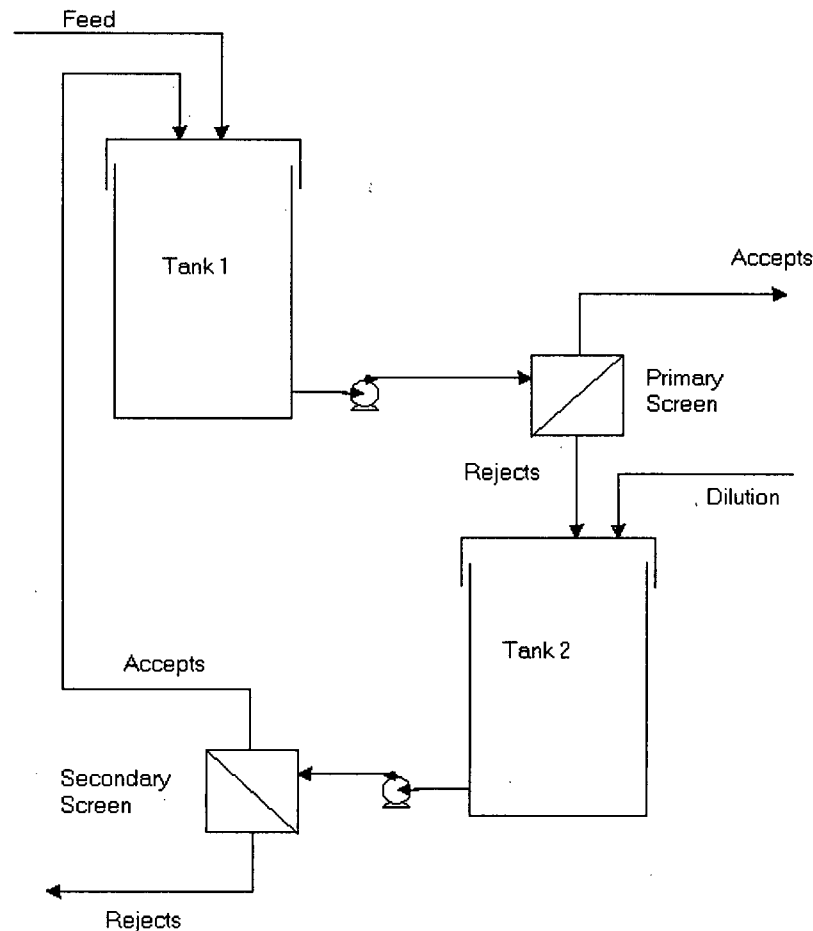 Feed
Tank 1
Accepts
Primary
Screen
Rejects
Dilution
Tank 2
Accepts
Secondary
Screen
Rejects